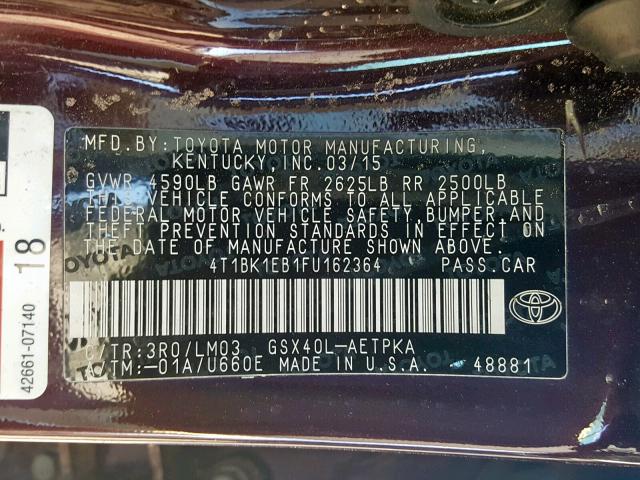 MFD.BY:TOYOTA MOTOR MANUFACTURING,
KENTUCKY,INC.03/15
GVWR 4590LB GAWR FR 2625LB RR 2500LB
THIS VEHICLE CONFORMS TO ALL APPLICABLE
FEDERAL MOTOR VEHICLE SAFETY, BUMPER,AND
THEFT PREVENTION STANDARDS IN EFFECT ON
THE DATE OF MANUFACTURE SHOWN ABOVE.
4T1BK1EB1FU162364 PASS.CAR
C/TR:3R0/LM03 GSX40L-AETPKA
A/TM:-01A/U660E MADE IN U.S.A. 48881
18
42661-07140
TOYOTA